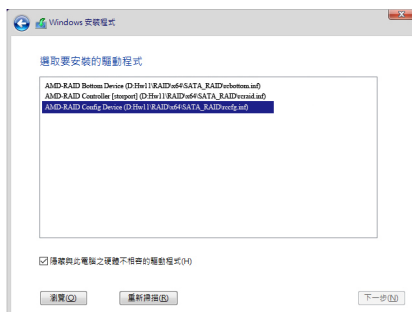 Windows 安裝程式
選取要安裝的驅動程式
AMD-RAID Bottom Device (D:\Hw11\RAID\x64\SATA_RAID\rcbottom.inf)
AMD-RAID Controller [storport] (D:\Hw11\RAID\x64\SATA_RAID\rcraid.inf)
AMD-RAID Config Device (D:\Hw11\RAID\x64\SATA_RAID\rccfg.inf)
隱藏與此電腦之硬體不相容的驅動程式(H)
瀏覽(O)
重新掃描(R)
下一步(N)